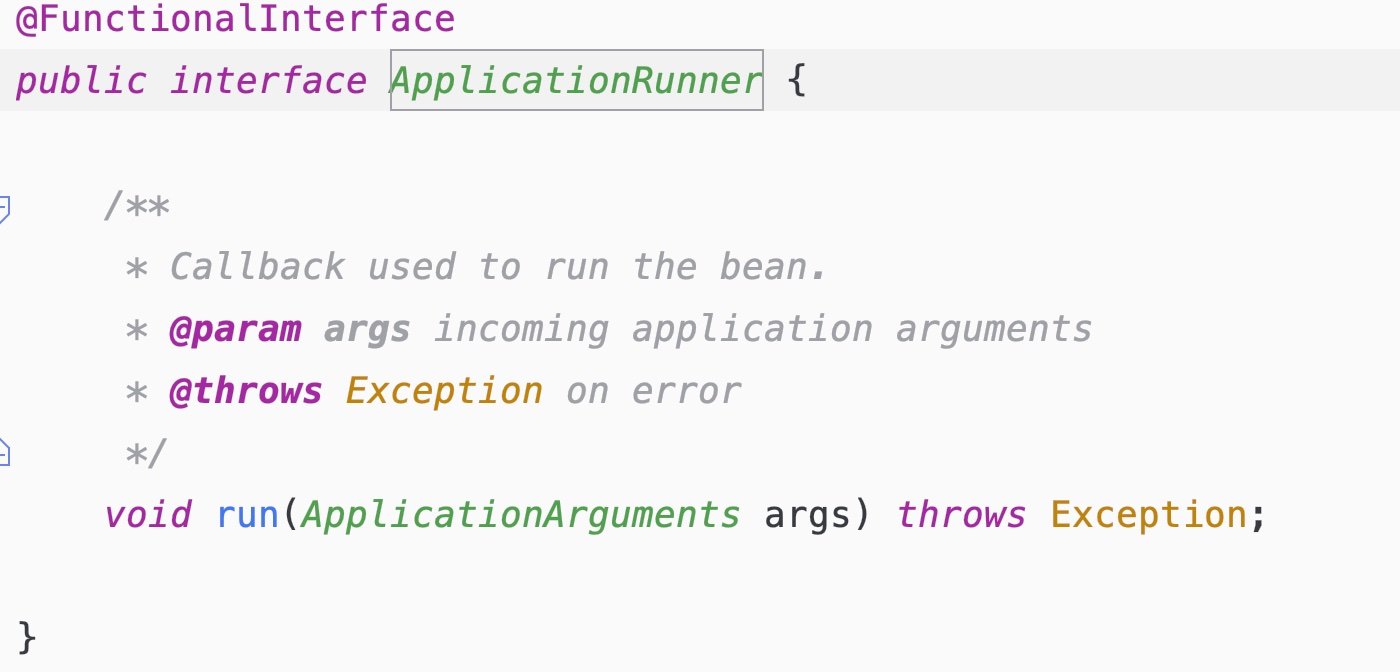 @FunctionalInterface
public interface ApplicationRunner {
/**
* Callback used to run the bean.
* @param args incoming application arguments
* @throws Exception on error
*/
void run(ApplicationArguments args) throws Exception;
}